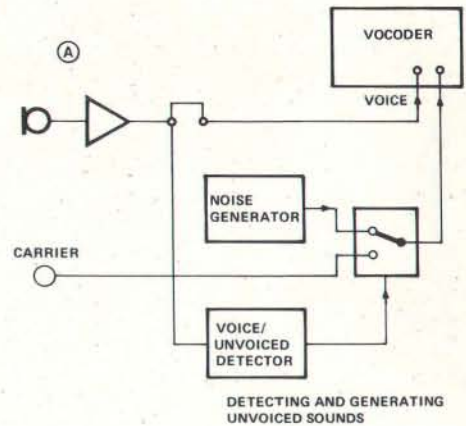 VOCODER
A
VOICE
NOISE
GENERATOR
CARRIER
VOICE/
UNVOICED
DETECTOR
DETECTING AND GENERATING
UNVOICED SOUNDS